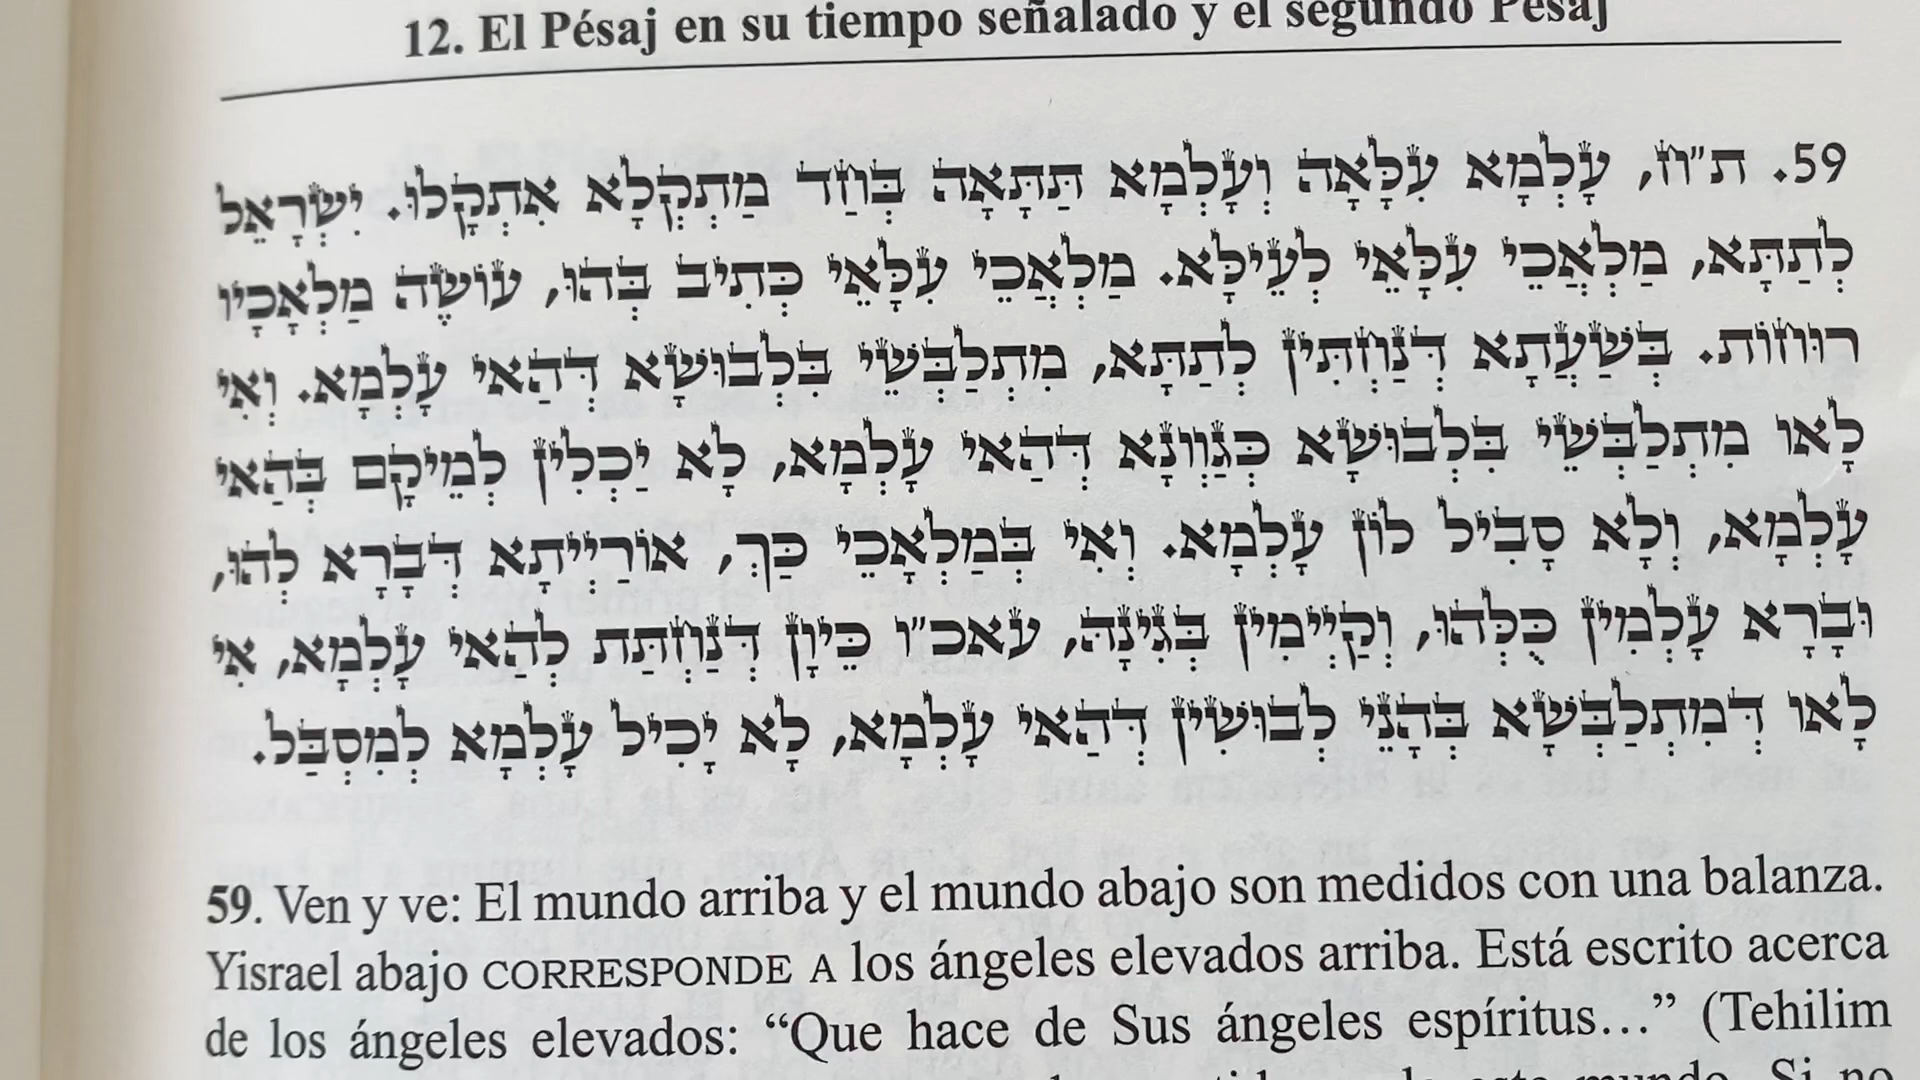 12. El Pésaj en su tiempo señalado y el segundo Pésaj
59. ת"ח, עָלְמָא עִלָּאָה וְעָלְמָא תַּתָּאָה בְּחַד מַתְקְלָא אִתְקָלוּ. יִשְׂרָאֵל
לְתַתָּא, מַלְאֲכֵי עִלָּאֵי לְעֵילָּא. מַלְאֲכֵי עִלָּאֵי כְּתִיב בְּהוּ, עוֹשֶׂה מַלְאָכָיו
רוּחוֹת. בְּשַׁעֲתָא דְּנַחְתִּין לְתַתָּא, מִתְלַבְּשֵׁי בִּלְבוּשָׁא דְּהַאי עָלְמָא. וְאִי
לָאו מִתְלַבְּשֵׁי בִּלְבוּשָׁא כְּגַוְונָא דְּהַאי עָלְמָא, לָא יַכְלִין לְמֵיקָם בְּהַאי
עָלְמָא, וְלָא סָבִיל לוֹן עָלְמָא. וְאִי בְּמַלְאָכֵי כַּךְ, אוֹרַיְיתָא דְּבָרָא לְהוּ,
וּבָרָא עָלְמִין כֻּלְּהוּ, וְקַיְימִין בְּגִינָהּ, עאכ"ו כֵּיוָן דְּנַחְתַּת לְהַאי עָלְמָא, אִי
לָאו דְּמִתְלַבְּשָׁא בְּהָנֵי לְבוּשִׁין דְּהַאי עָלְמָא, לָא יָכִיל עָלְמָא לְמִסְבַּל.
59. Ven y ve: El mundo arriba y el mundo abajo son medidos con una balanza.
Yisrael abajo CORRESPONDE A los ángeles elevados arriba. Está escrito acerca
de los ángeles elevados: “Que hace de Sus ángeles espíritus…” (Tehilim
mundo. Si no